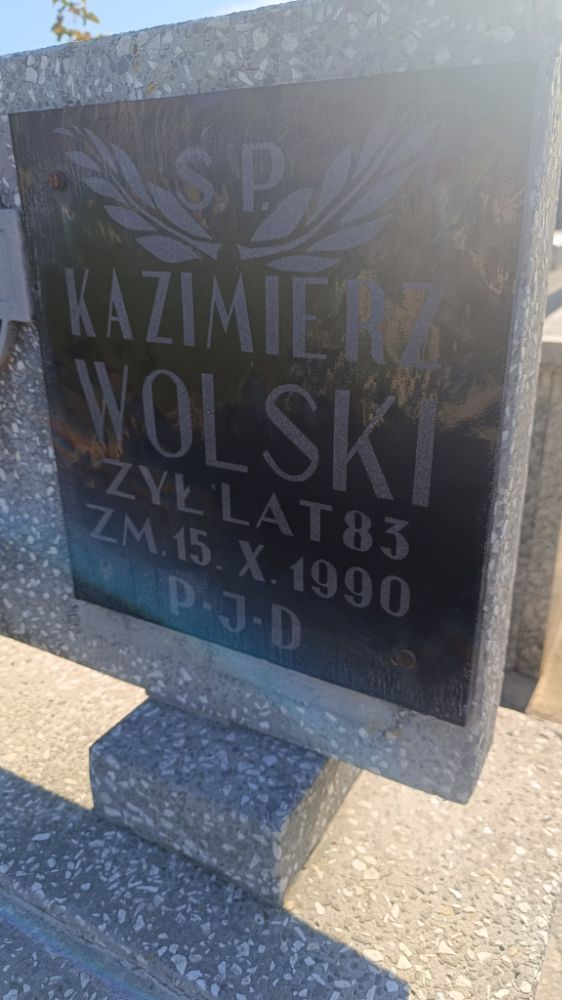 Ś P.
KAZIMIERZ
WOLSKI
ŻYŁ LAT 83
ZM. 15. X. 1990
P·J·D